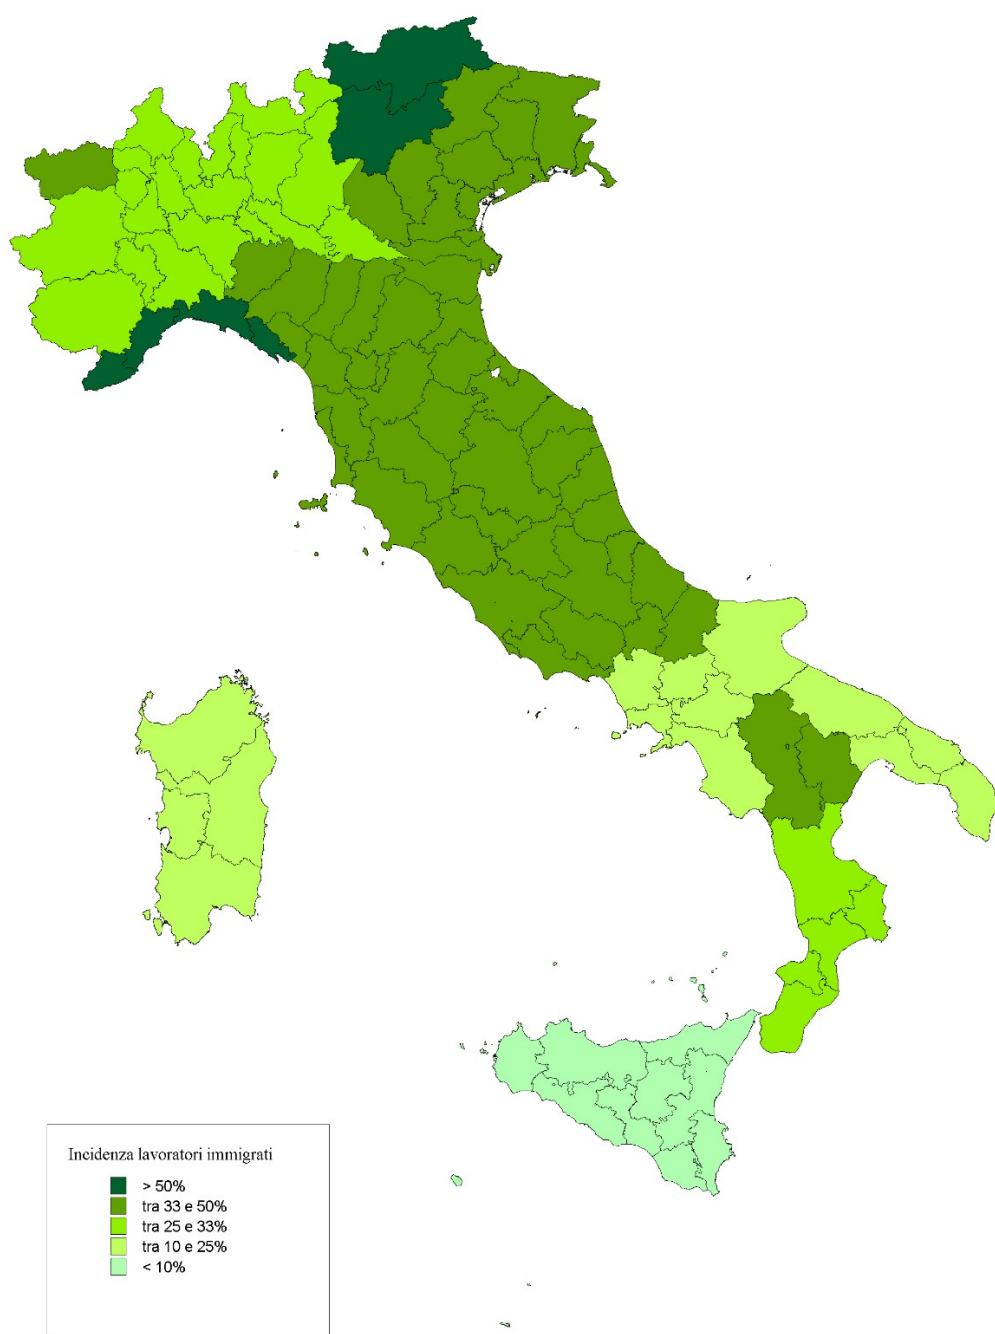 Incidenza lavoratori immigrati
> 50%
tra 33 e 50%
tra 25 e 33%
tra 10 e 25%
< 10%